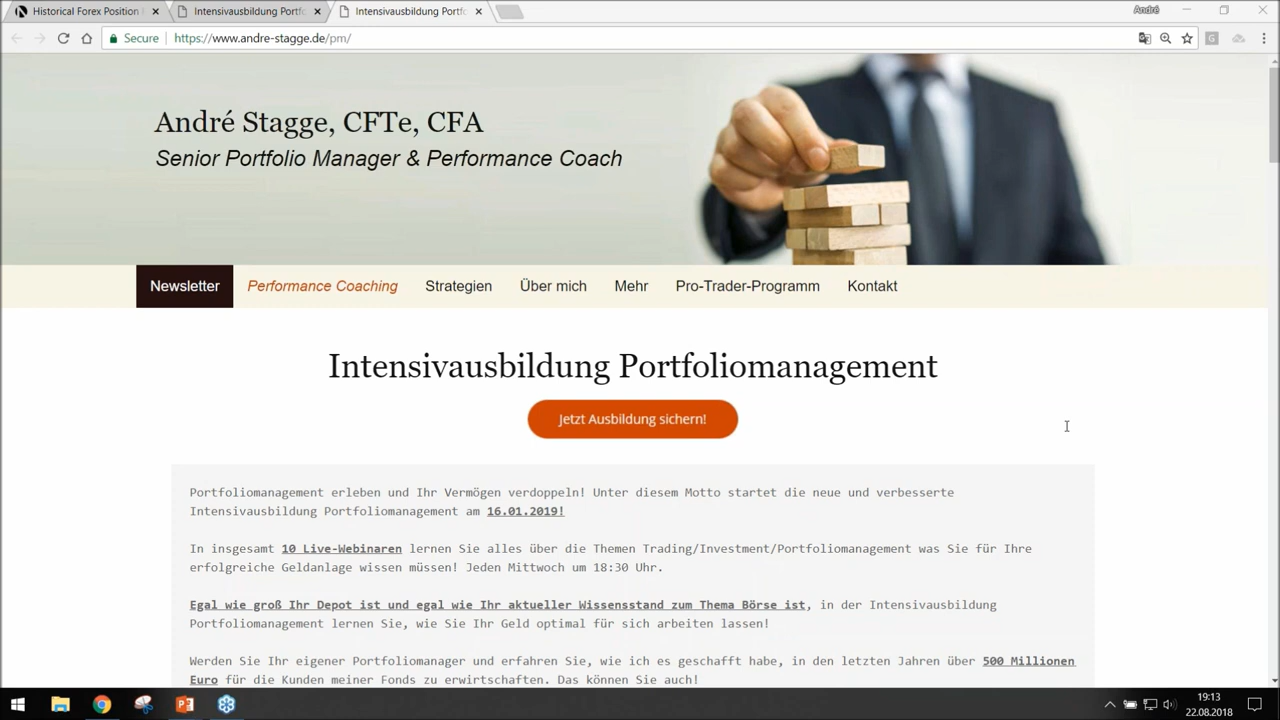 Historical Forex Position
Intensivausbildung Portf
Intensivausbildung Portf
André
Secure
https://www.andre-stagge.de/pm/
André Stagge, CFTe, CFA
Senior Portfolio Manager & Performance Coach
Newsletter
Performance Coaching
Strategien
Über mich
Mehr
Pro-Trader-Programm
Kontakt
Intensivausbildung Portfoliomanagement
Jetzt Ausbildung sichern!
Portfoliomanagement erleben und Ihr Vermögen verdoppeln! Unter diesem Motto startet die neue und verbesserte
Intensivausbildung Portfoliomanagement am 16.01.2019!
In insgesamt 10 Live-Webinaren lernen Sie alles über die Themen Trading/Investment/Portfoliomanagement was Sie für Ihre
erfolgreiche Geldanlage wissen müssen! Jeden Mittwoch um 18:30 Uhr.
Egal wie groß Ihr Depot ist und egal wie Ihr aktueller Wissensstand zum Thema Börse ist, in der Intensivausbildung
Portfoliomanagement lernen Sie, wie Sie Ihr Geld optimal für sich arbeiten lassen!
Werden Sie Ihr eigener Portfoliomanager und erfahren Sie, wie ich es geschafft habe, in den letzten Jahren über 500 Millionen
Euro für die Kunden meiner Fonds zu erwirtschaften. Das können Sie auch!
19:13
22.08.2018